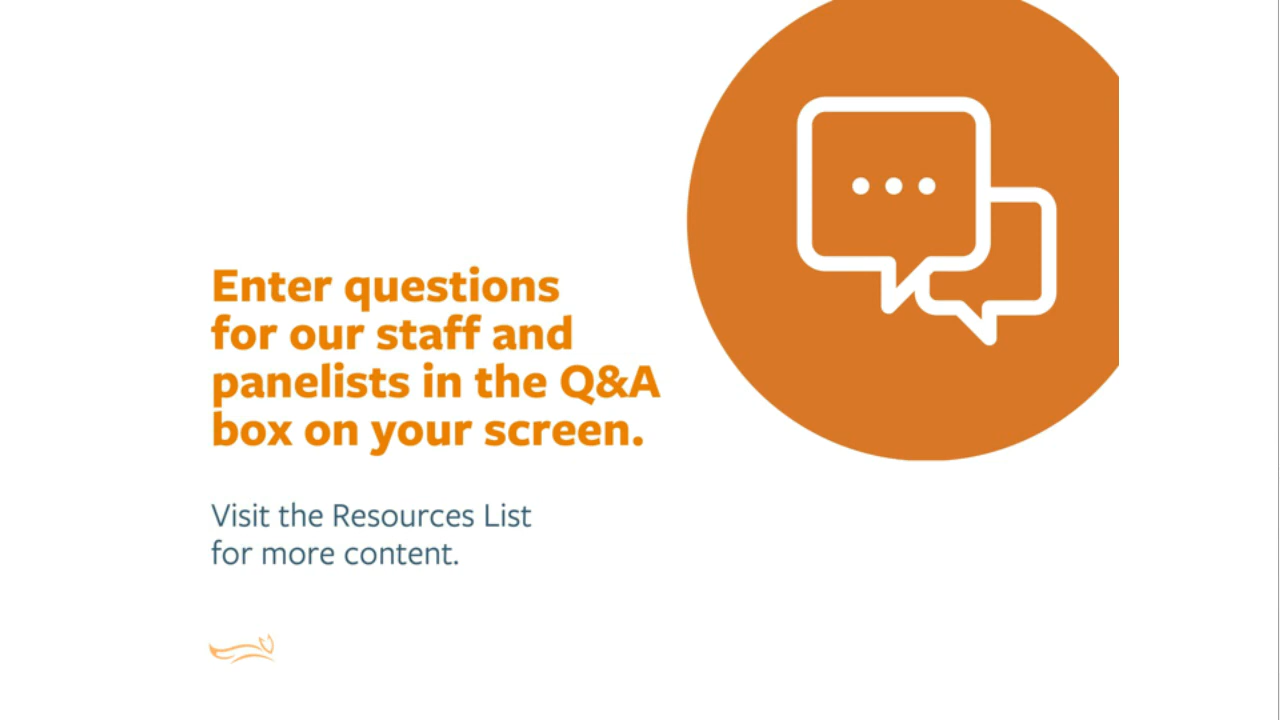 Enter questions
for our staff and
panelists in the Q&A
box on your screen.
Visit the Resources List
for more content.